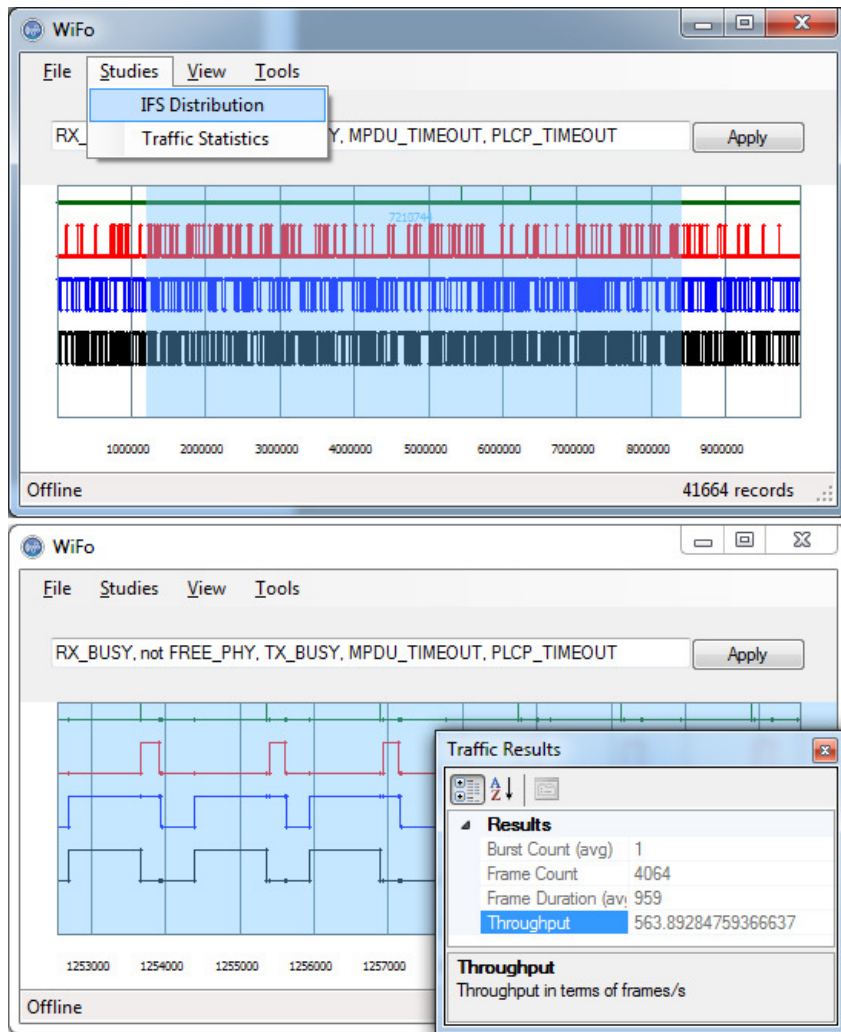 WiFo
File Studies View Tools
IFS Distribution
RX_ Y, MPDU_TIMEOUT, PLCP_TIMEOUT Apply
Traffic Statistics
7210744
1000000 2000000 3000000 4000000 5000000 6000000 7000000 8000000 9000000
Offline 41664 records
WiFo
File Studies View Tools
RX_BUSY, not FREE_PHY, TX_BUSY, MPDU_TIMEOUT, PLCP_TIMEOUT Apply
Traffic Results
A
Z
Results
Burst Count (avg) 1
Frame Count 4064
Frame Duration (av 959
Throughput 563.89284759366637
1253000 1254000 1255000 1256000 1257000
Throughput
Throughput in terms of frames/s
Offline